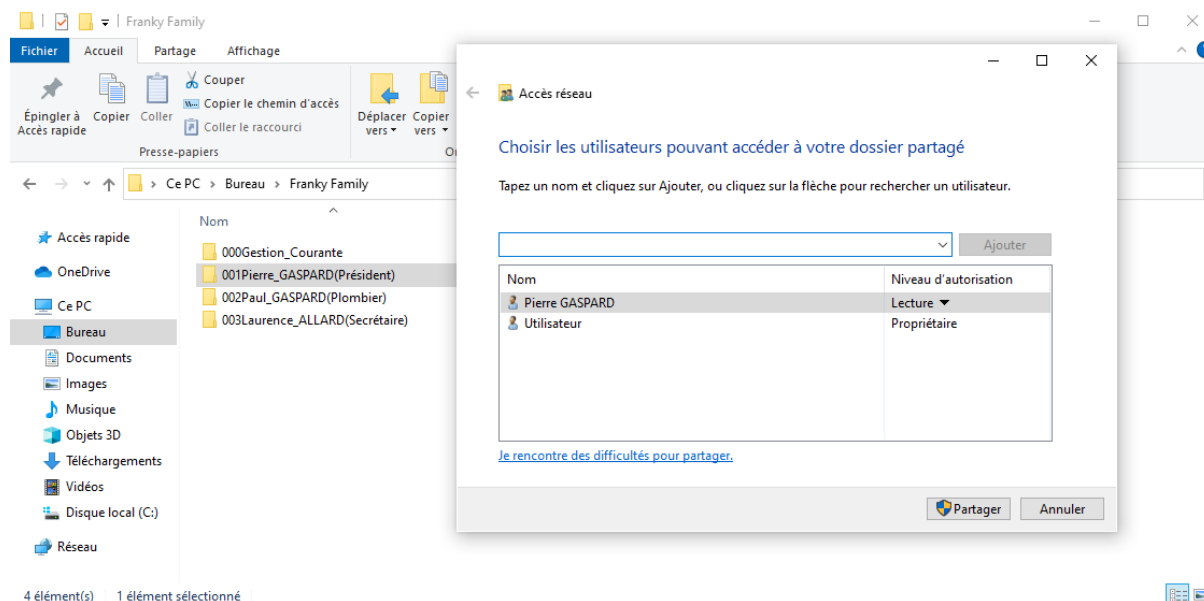 Franky Family
Fichier Accueil Partage Affichage
Couper
Copier le chemin d'accès
Coller le raccourci
Épingler à Accès rapide
Copier
Coller
Déplacer vers
Copier vers
Presse-papiers
Ce PC > Bureau > Franky Family
Accès rapide
OneDrive
Ce PC
Bureau
Documents
Images
Musique
Objets 3D
Téléchargements
Vidéos
Disque local (C:)
Réseau
Nom
000Gestion_Courante
001Pierre_GASPARD(Président)
002Paul_GASPARD(Plombier)
003Laurence_ALLARD(Secrétaire)
4 élément(s) 1 élément sélectionné
Accès réseau
Choisir les utilisateurs pouvant accéder à votre dossier partagé
Tapez un nom et cliquez sur Ajouter, ou cliquez sur la flèche pour rechercher un utilisateur.
Ajouter
Nom Niveau d'autorisation
Pierre GASPARD Lecture
Utilisateur Propriétaire
Je rencontre des difficultés pour partager.
Partager Annuler